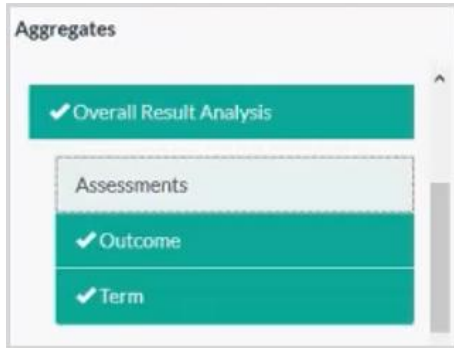 Aggregates
✔Overall Result Analysis
Assessments
✔Outcome
✔Term